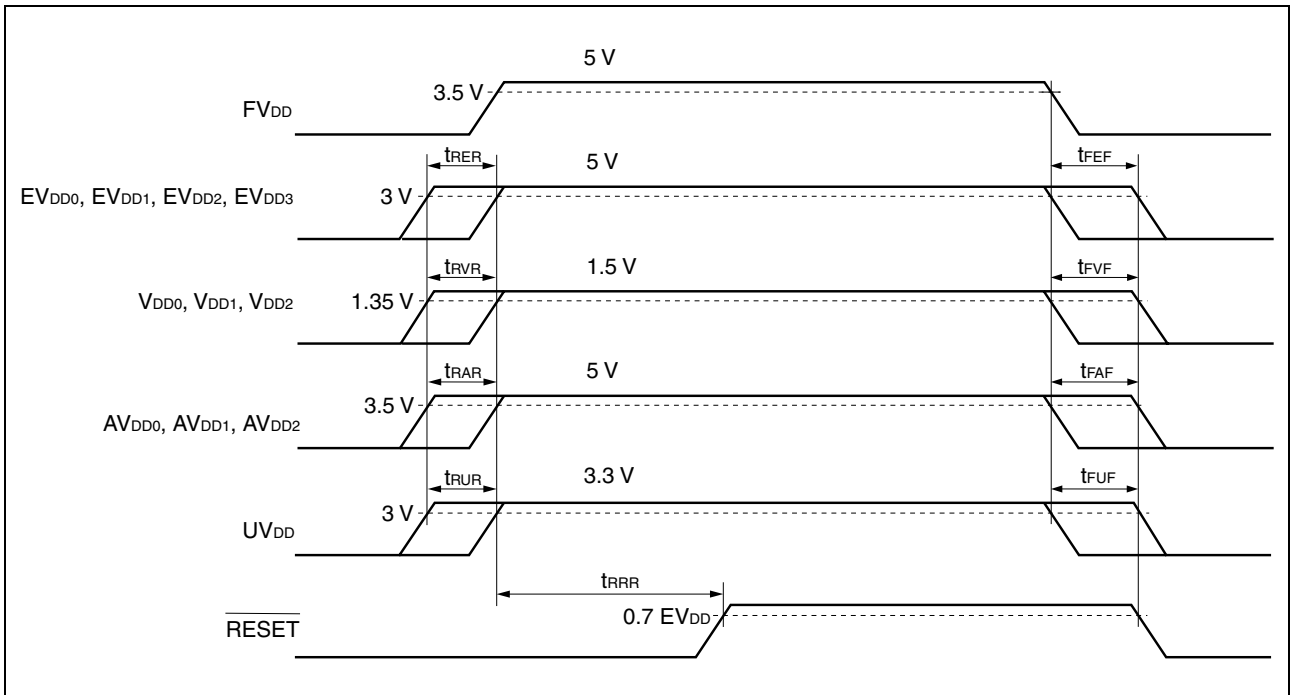 5 V
3.5 V
FVDD
tRER
5 V
tFEF
EVDD0, EVDD1, EVDD2, EVDD3
3 V
tRVR
1.5 V
tFVF
VDD0, VDD1, VDD2
1.35 V
tRAR
5 V
tFAF
3.5 V
AVDD0, AVDD1, AVDD2
tRUR
3.3 V
tFUF
3 V
UVDD
tRRR
0.7 EVDD
RESET